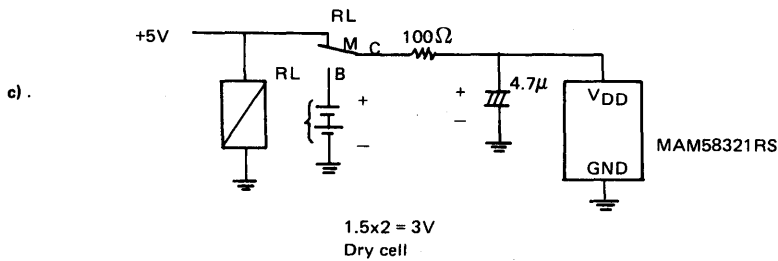 c).
+5V
RL
M C
100Ω
RL
B
+
−
+
−
4.7μ
VDD
GND
MAM58321RS
1.5x2 = 3V
Dry cell